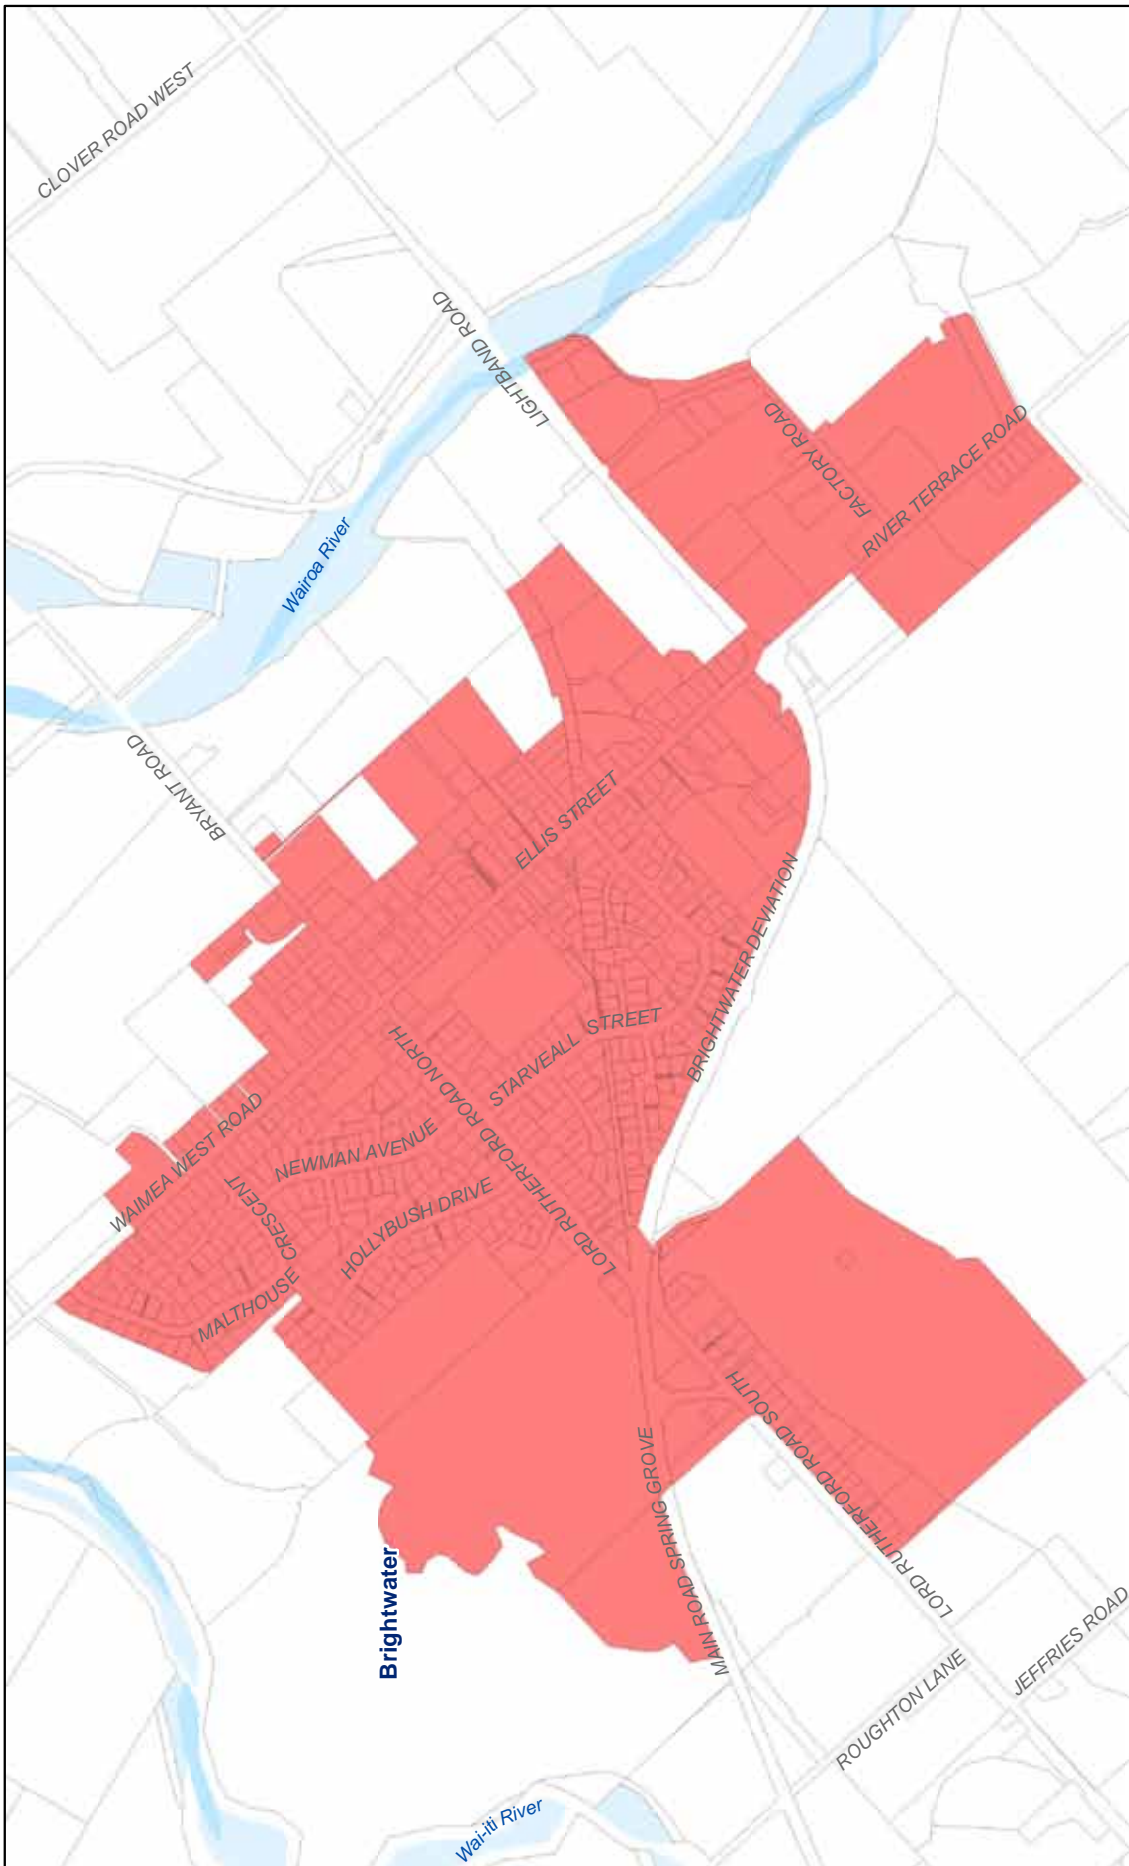 CLOVER ROAD WEST
LIGHTBAND ROAD
Wairoa River
FACTORY ROAD
RIVER TERRACE ROAD
BRYANT ROAD
ELLIS STREET
BRIGHTWATER DEVIATION
STARVEALL STREET
LORD RUTHERFORD ROAD NORTH
WAIMEA WEST ROAD
NEWMAN AVENUE
HOLLYBUSH DRIVE
MALTHOUSE CRESCENT
LORD RUTHERFORD ROAD SOUTH
MAIN ROAD SPRING GROVE
Brightwater
JEFFRIES ROAD
ROUGHTON LANE
Wai-iti River